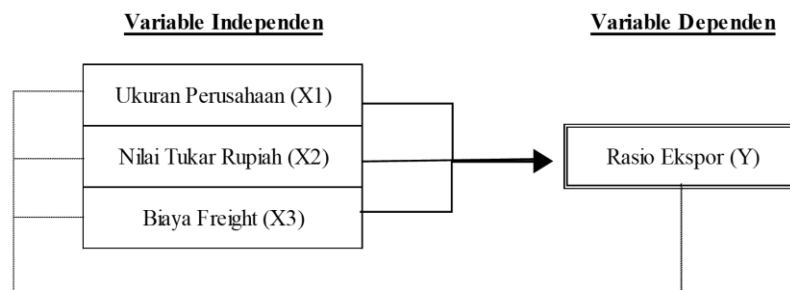 Variable Independen
Variable Dependen
Ukuran Perusahaan (X1)
Nilai Tukar Rupiah (X2)
Rasio Ekspor (Y)
Biaya Freight (X3)